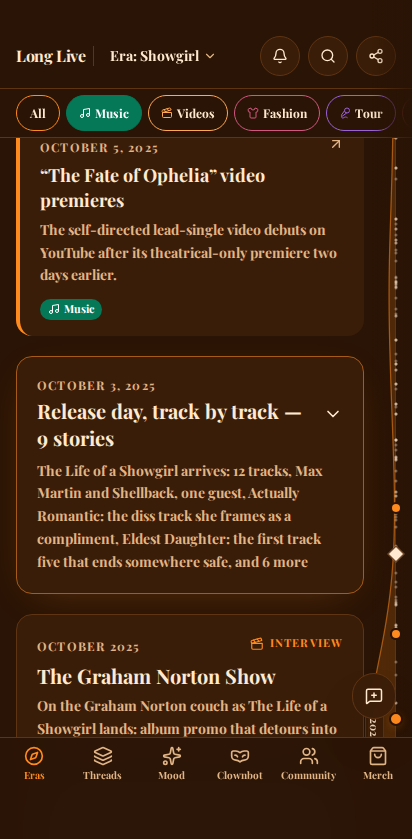 Long Live
Era: Showgirl
All
Music
Videos
Fashion
Tour
OCTOBER 5, 2025
“The Fate of Ophelia” video
premieres
The self-directed lead-single video debuts on
YouTube after its theatrical-only premiere two
days earlier.
Music
OCTOBER 3, 2025
Release day, track by track —
9 stories
The Life of a Showgirl arrives: 12 tracks, Max
Martin and Shellback, one guest, Actually
Romantic: the diss track she frames as a
compliment, Eldest Daughter: the first track
five that ends somewhere safe, and 6 more
OCTOBER 2025
INTERVIEW
The Graham Norton Show
On the Graham Norton couch as The Life of a
Showgirl lands: album promo that detours into
Eras
Threads
Mood
Clownbot
Community
Merch